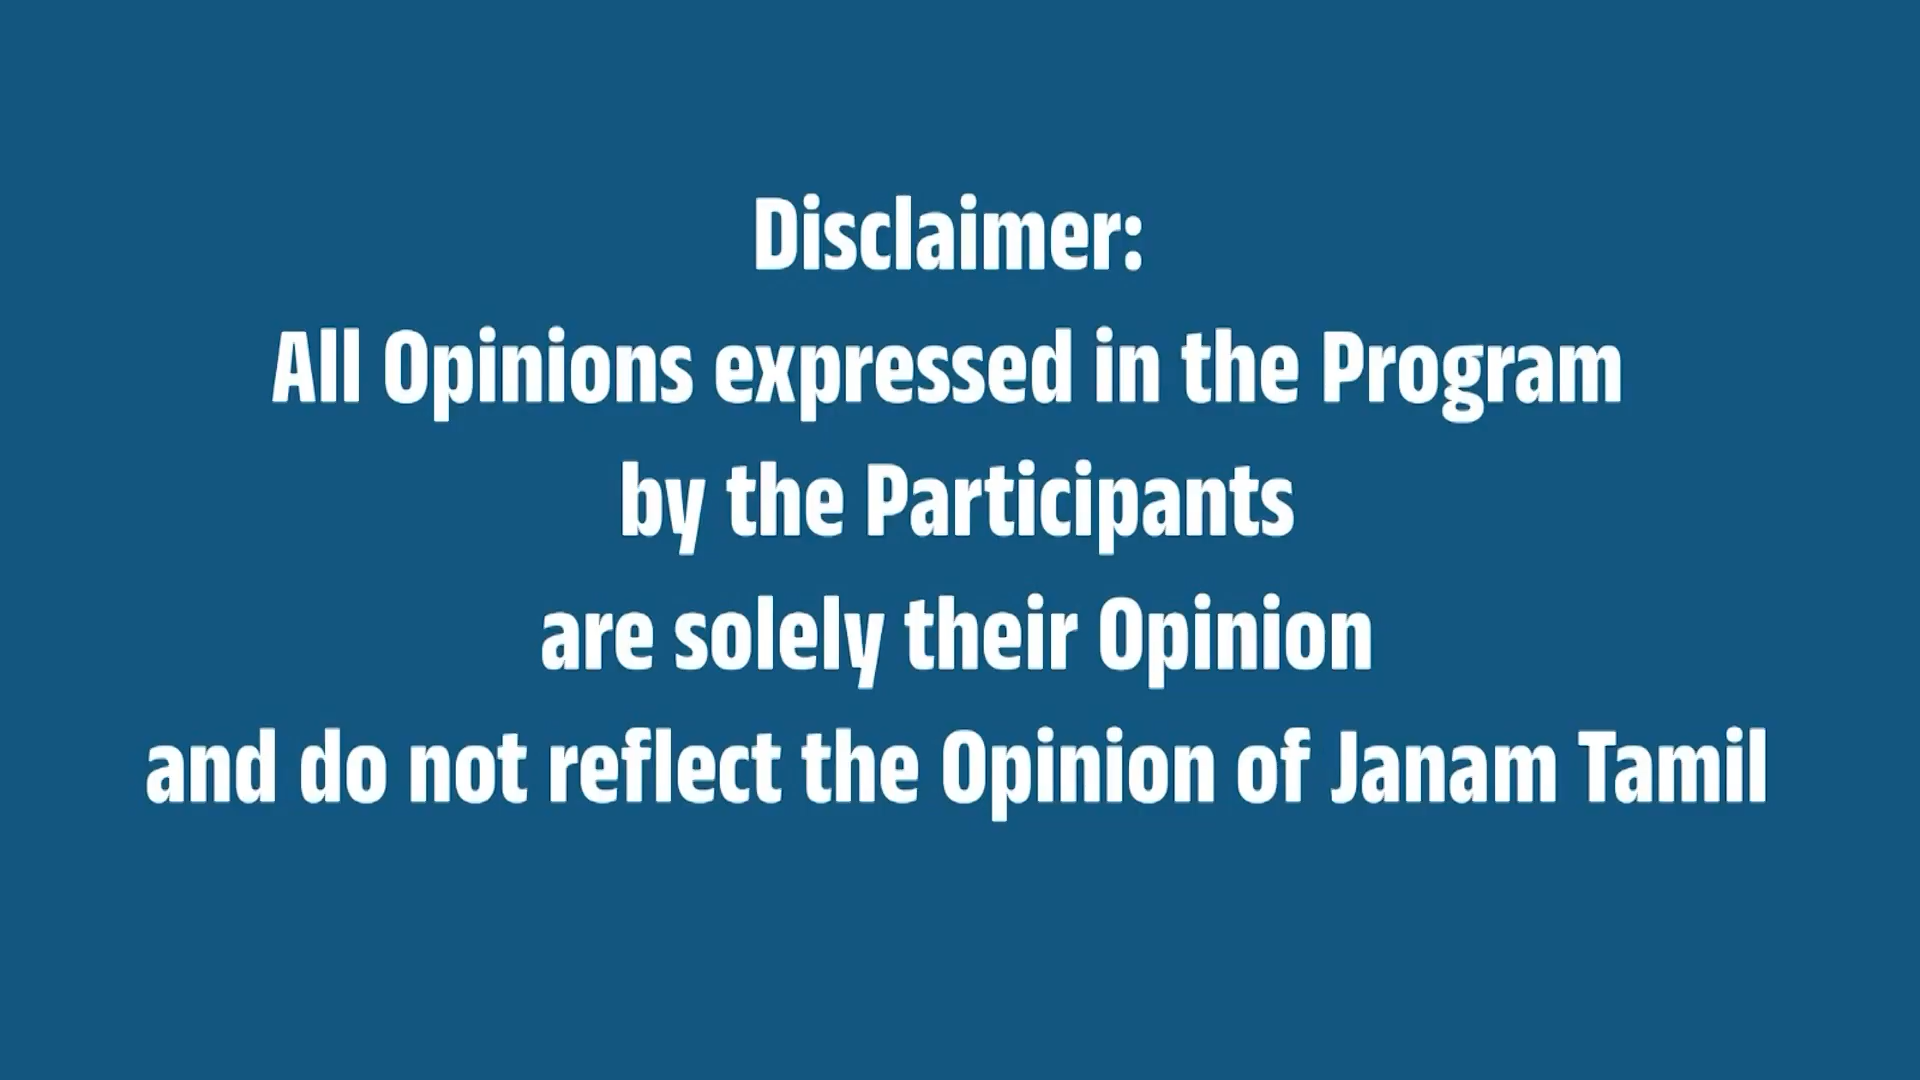 Disclaimer:
All Opinions expressed in the Program
by the Participants
are solely their Opinion
and do not reflect the Opinion of Janam Tamil